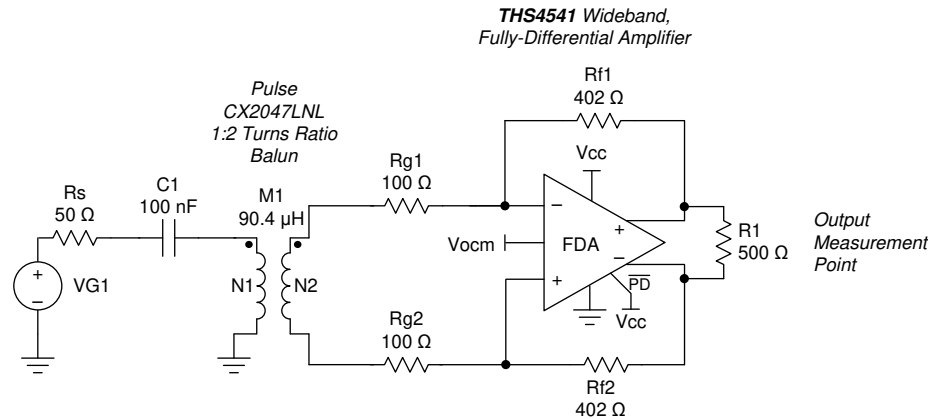 THS4541 Wideband,
Fully-Differential Amplifier
Rf1
402 Ω
Pulse
CX2047LNL
1:2 Turns Ratio
Balun
Vcc
Rg1
100 Ω
C1
100 nF
M1
90.4 µH
Rs
50 Ω
−
+
R1
500 Ω
Output
Measurement
Point
Vocm
FDA
+
−
VG1
N1
N2
+
−
PD
Vcc
Rg2
100 Ω
Rf2
402 Ω